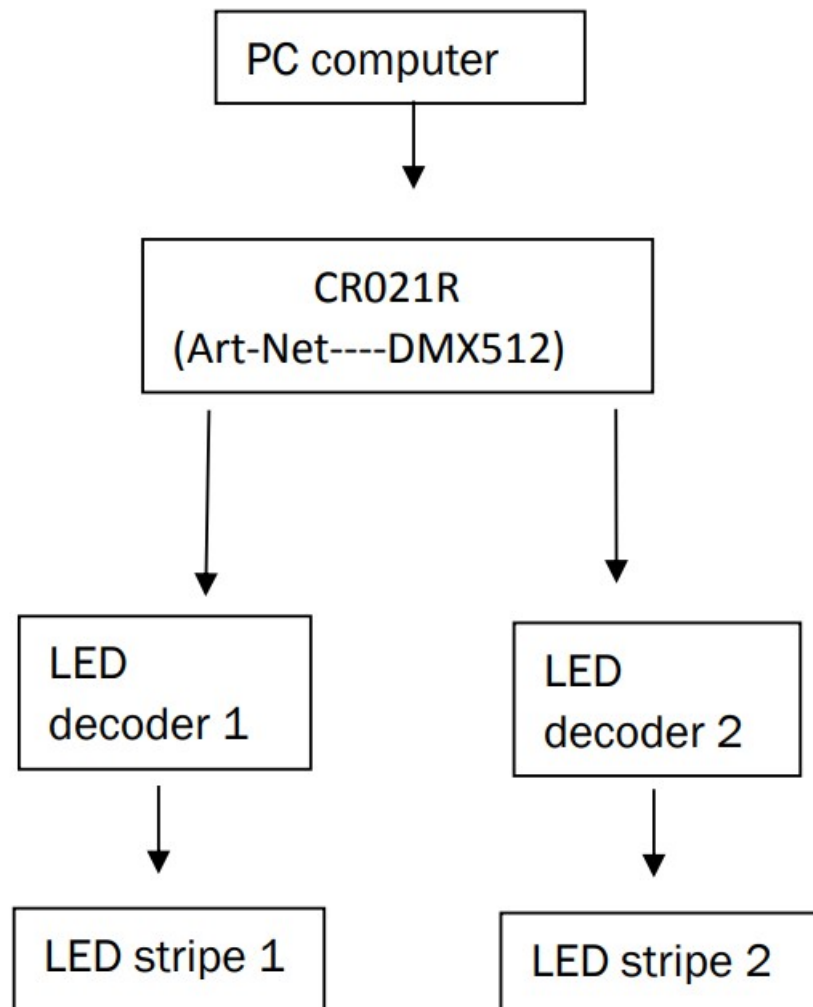 PC computer
CR021R
(Art-Net----DMX512)
LED
decoder 1
LED
decoder 2
LED stripe 1
LED stripe 2